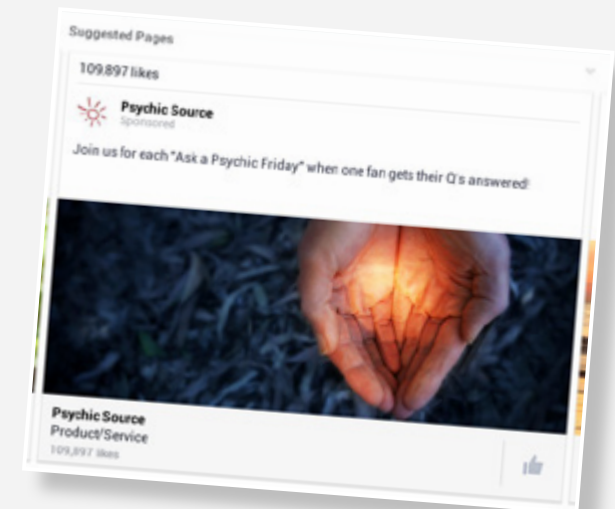 Suggested Pages
109,897 likes
Psychic Source
Sponsored
Join us for each "Ask a Psychic Friday" when one fan gets their Q's answered!
Psychic Source
Product/Service
109,897 likes